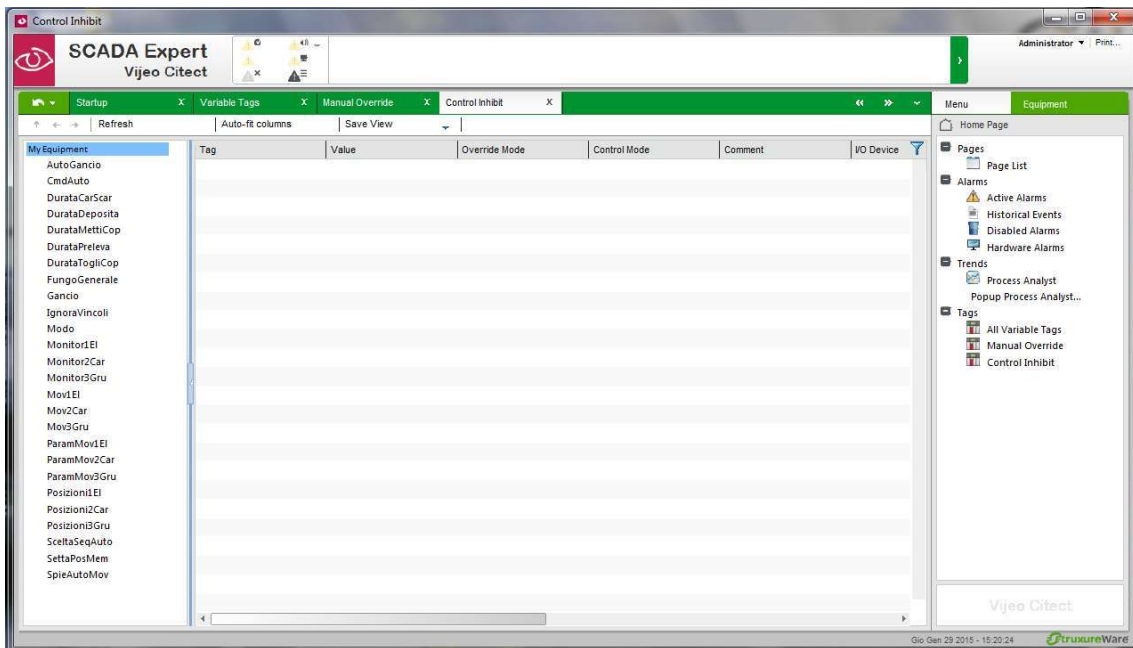 Control Inhibit
SCADA Expert
Vijeo Citect
Administrator Print...
Startup X Variable Tags X Manual Override X Control Inhibit X
Menu Equipment
Refresh Auto-fit columns Save View
Home Page
My Equipment
AutoGancio
CmdAuto
DurataCarScar
DurataDeposita
DurataMettiCop
DurataPreleva
DurataTogliCop
FungoGenerale
Gancio
IgnoraVincoli
Modo
Monitor1El
Monitor2Car
Monitor3Gru
Mov1El
Mov2Car
Mov3Gru
ParamMov1El
ParamMov2Car
ParamMov3Gru
Posizioni1El
Posizioni2Car
Posizioni3Gru
SceltaSeqAuto
SettaPosMem
SpieAutoMov
Tag Value Override Mode Control Mode Comment I/O Device
Pages
Page List
Alarms
Active Alarms
Historical Events
Disabled Alarms
Hardware Alarms
Trends
Process Analyst
Popup Process Analyst...
Tags
All Variable Tags
Manual Override
Control Inhibit
Vijeo Citect
Gio Gen 29 2015 - 15:20:24 StruxureWare